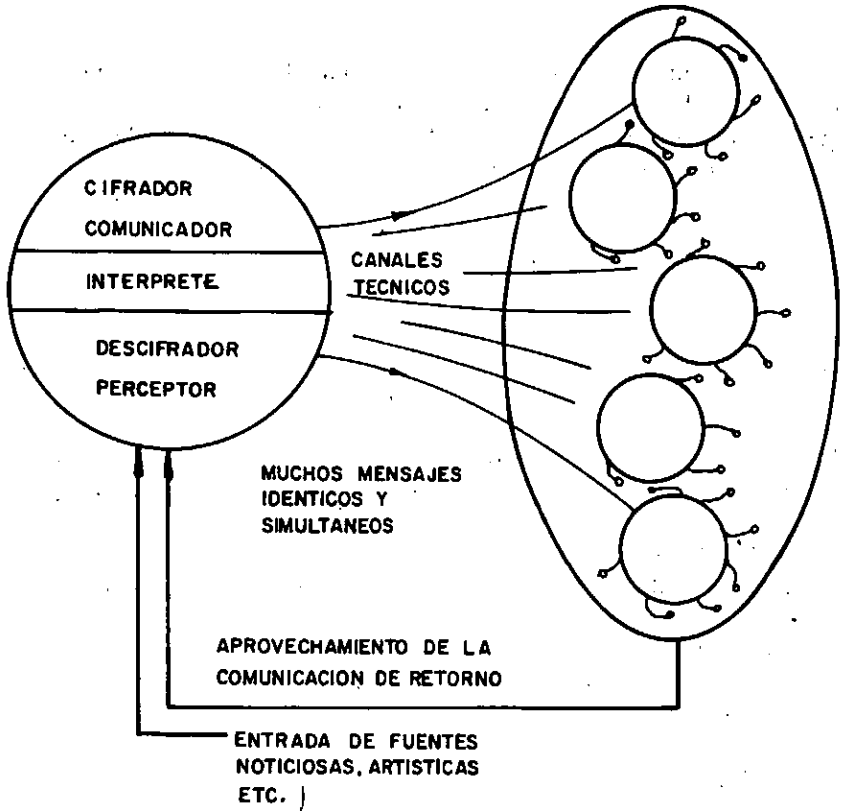 CIFRADOR
COMUNICADOR
INTERPRETE
DESCIFRADOR
PERCEPTOR
CANALES
TECNICOS
MUCHOS MENSAJES
IDENTICOS Y
SIMULTANEOS
APROVECHAMIENTO DE LA
COMUNICACION DE RETORNO
ENTRADA DE FUENTES
NOTICIOSAS, ARTISTICAS
ETC.